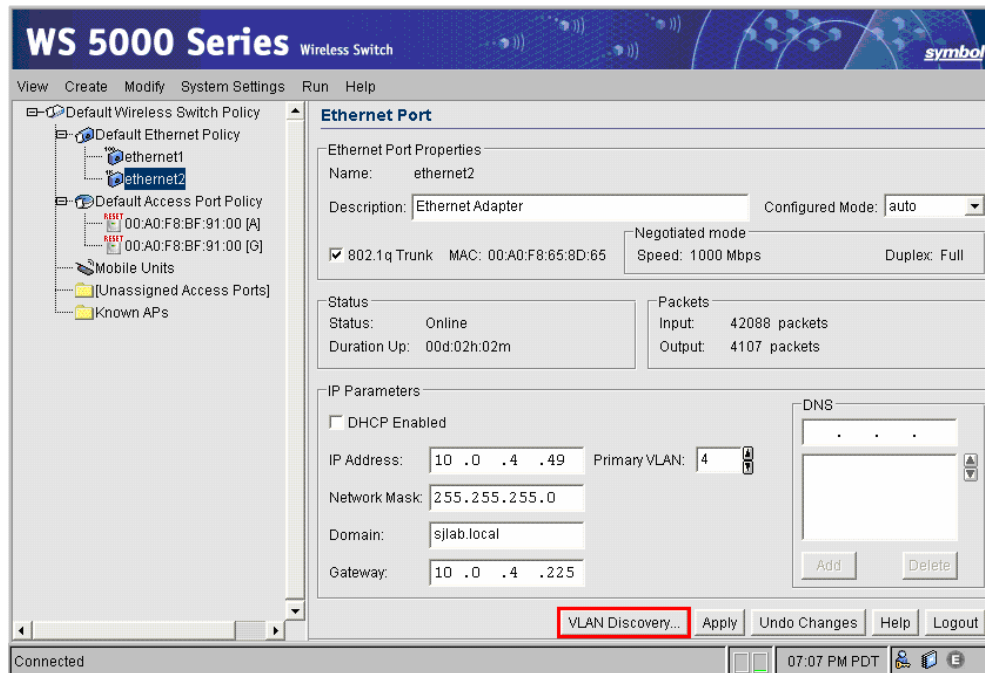 WS 5000 Series Wireless Switch
symbol
View Create Modify System Settings Run Help
Default Wireless Switch Policy
Default Ethernet Policy
100 ethernet1
1000 ethernet2
Default Access Port Policy
RESET 00:A0:F8:BF:91:00 [A]
RESET 00:A0:F8:BF:91:00 [G]
Mobile Units
[Unassigned Access Ports]
Known APs
Ethernet Port
Ethernet Port Properties
Name: ethernet2
Description: Ethernet Adapter Configured Mode: auto
802.1q Trunk MAC: 00:A0:F8:65:8D:65
Negotiated mode
Speed: 1000 Mbps Duplex: Full
Status
Status: Online
Duration Up: 00d:02h:02m
Packets
Input: 42088 packets
Output: 4107 packets
IP Parameters
DHCP Enabled
IP Address: 10 .0 .4 .49 Primary VLAN: 4
Network Mask: 255.255.255.0
Domain: sjlab.local
Gateway: 10 .0 .4 .225
DNS
. . .
Add Delete
VLAN Discovery... Apply Undo Changes Help Logout
Connected 07:07 PM PDT E